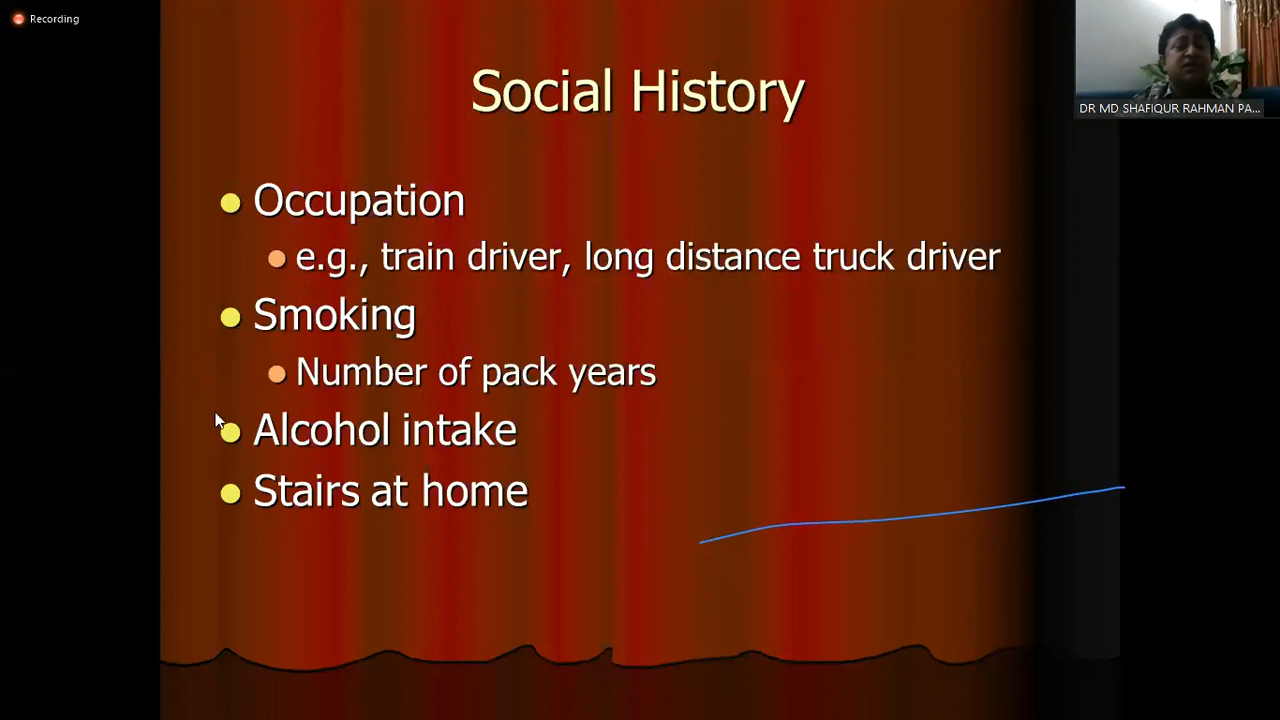 Recording
DR MD SHAFIQUR RAHMAN PA...
Social History
Occupation
e.g., train driver, long distance truck driver
Smoking
Number of pack years
Alcohol intake
Stairs at home